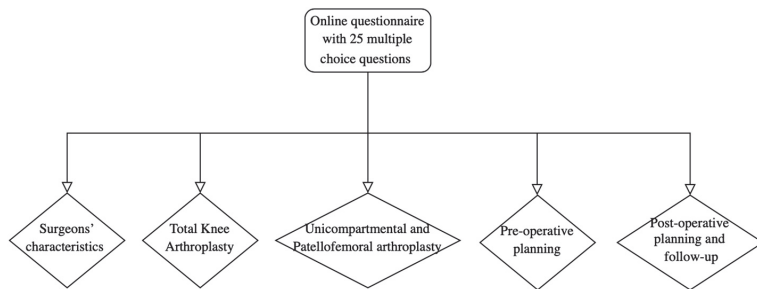 Online questionnaire
with 25 multiple
choice questions
Surgeons'
characteristics
Total Knee
Arthroplasty
Unicompartmental and
Patellofemoral arthroplasty
Pre-operative
planning
Post-operative
planning and
follow-up